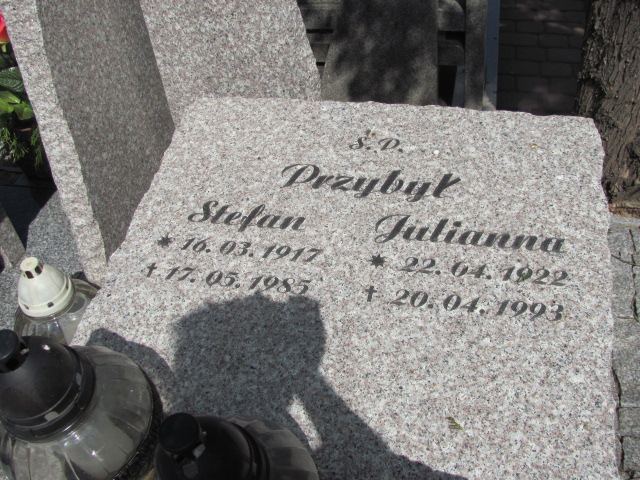 Ś.P.
Przybył
Stefan
* 16.03.1917
† 17.05.1985
Julianna
* 22.04.1922
† 20.04.1993